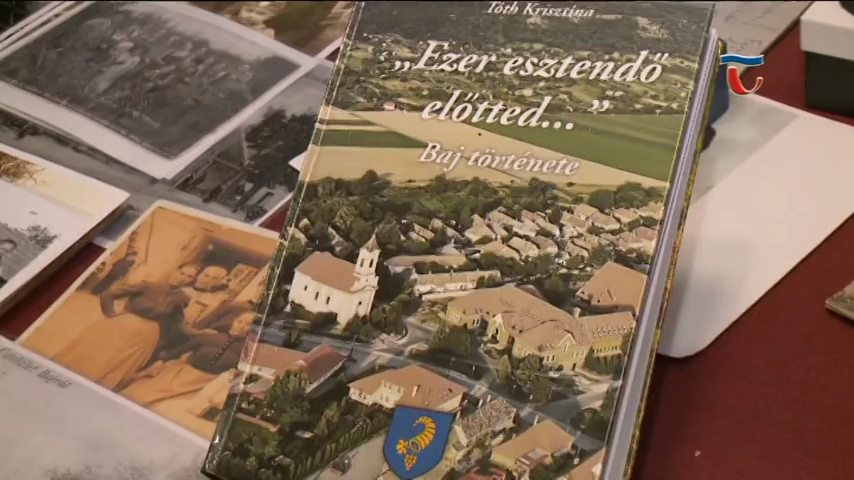 Tóth Krisztina
„Ezer esztendő
előtted...”
Baj története